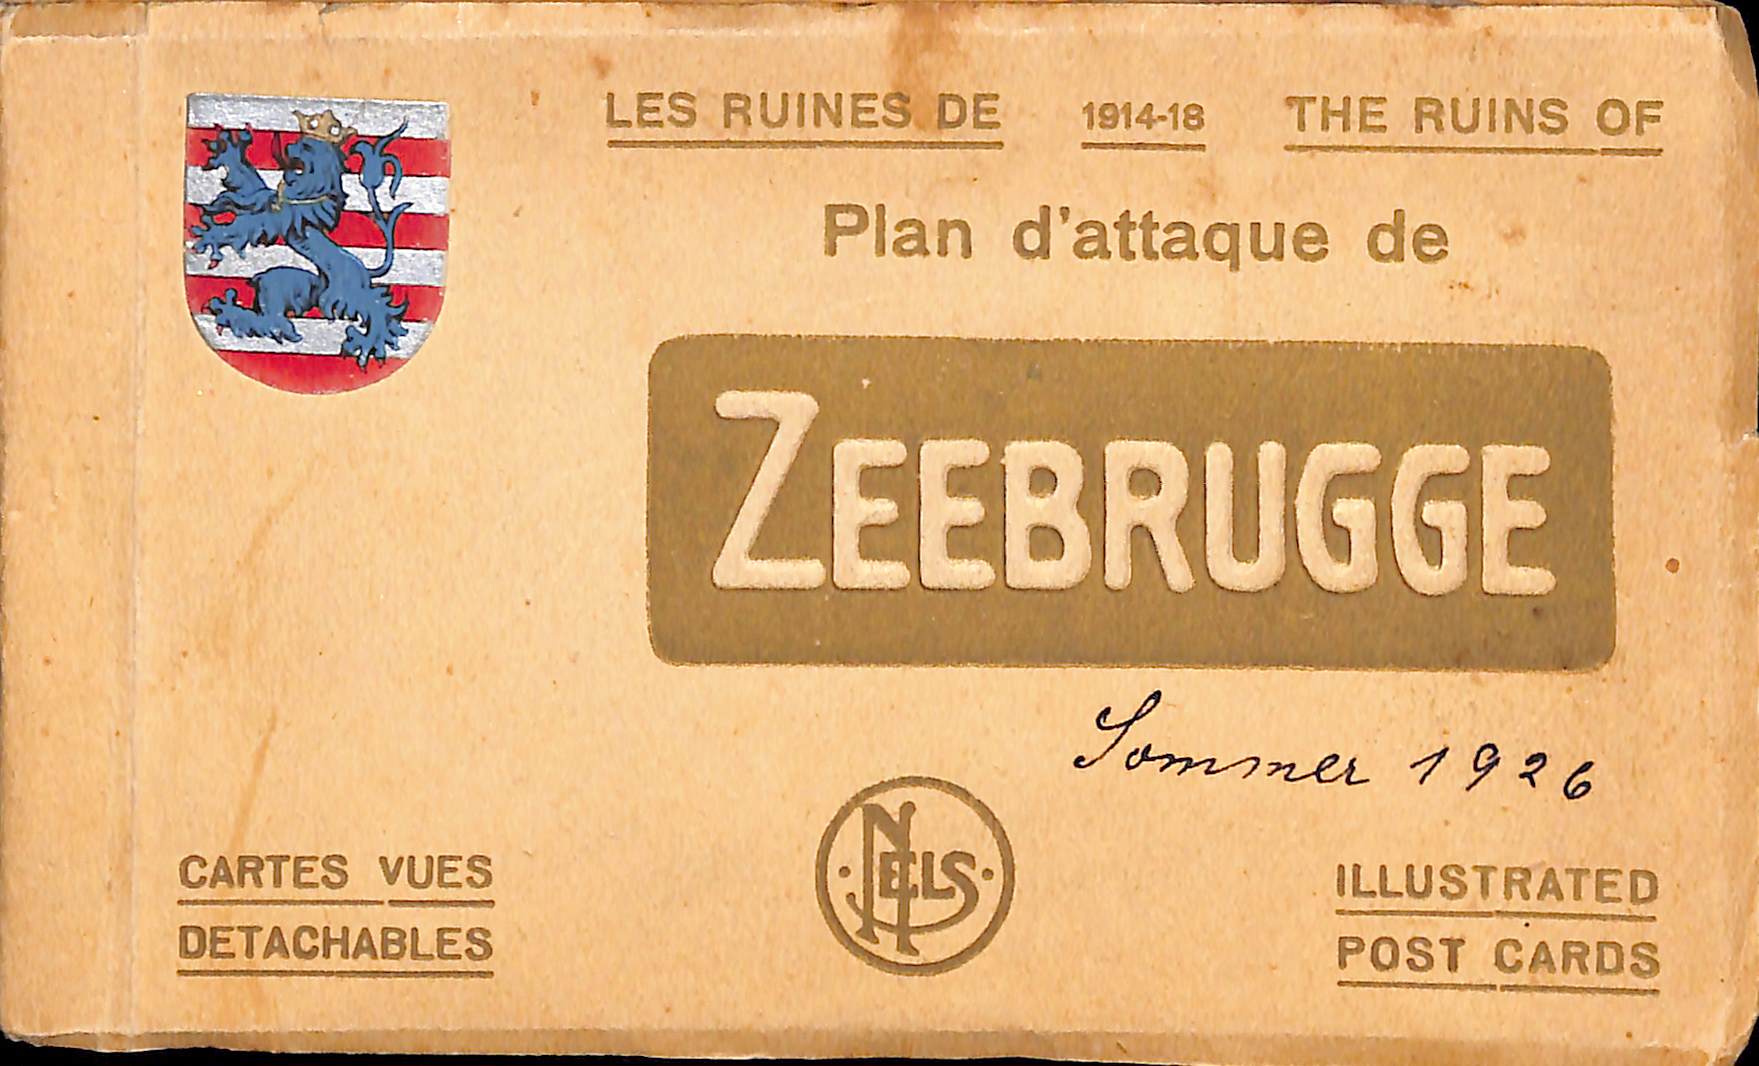 LES RUINES DE 1914-18 THE RUINS OF
Plan d'attaque de
ZEEBRUGGE
Sommer 1926
NELS
CARTES VUES
DETACHABLES
ILLUSTRATED
POST CARDS